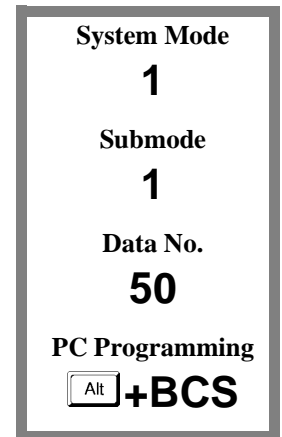 System Mode
1
Submode
1
Data No.
50
PC Programming
Alt +BCS